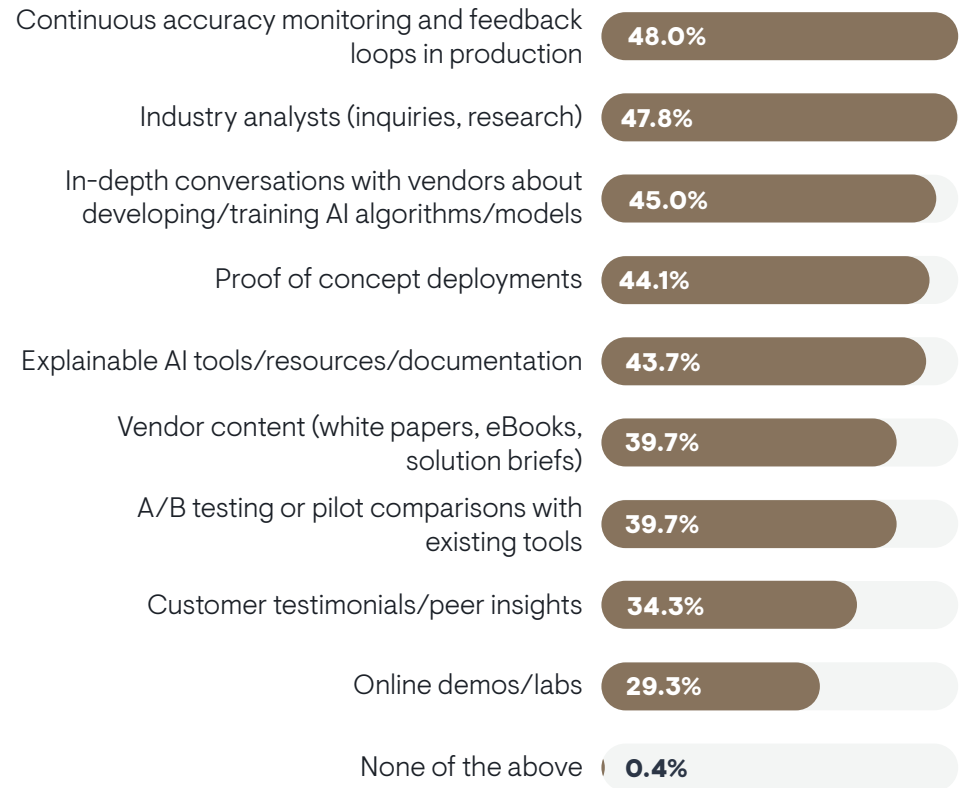 Continuous accuracy monitoring and feedback
loops in production
48.0%
Industry analysts (inquiries, research)
47.8%
In-depth conversations with vendors about
developing/training AI algorithms/models
45.0%
Proof of concept deployments
44.1%
Explainable AI tools/resources/documentation
43.7%
Vendor content (white papers, eBooks,
solution briefs)
39.7%
A/B testing or pilot comparisons with
existing tools
39.7%
Customer testimonials/peer insights
34.3%
Online demos/labs
29.3%
None of the above
0.4%